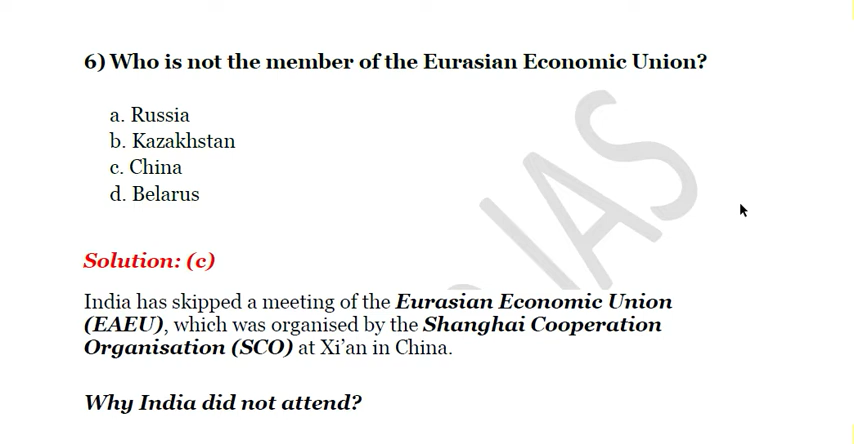 6) Who is not the member of the Eurasian Economic Union?
a. Russia
b. Kazakhstan
c. China
d. Belarus
Solution: (c)
India has skipped a meeting of the Eurasian Economic Union
(EAEU), which was organised by the Shanghai Cooperation
Organisation (SCO) at Xi’an in China.
Why India did not attend?
IAS